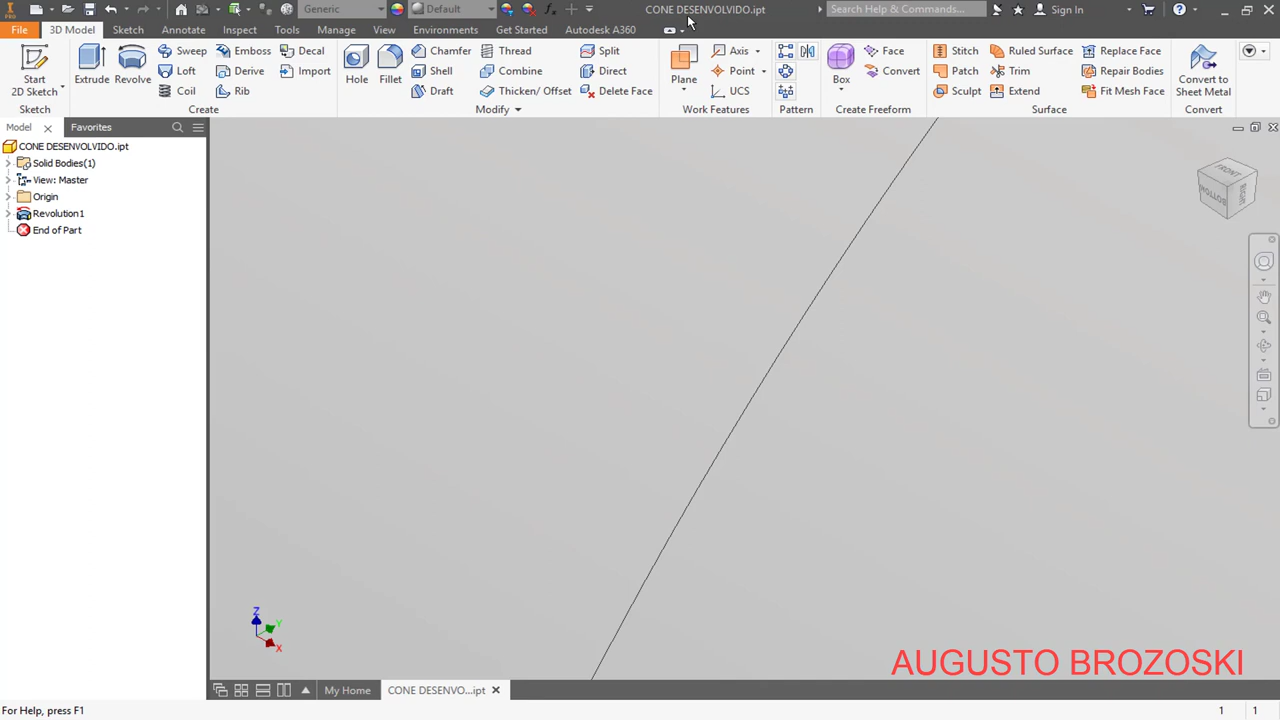 PRO Generic Default CONE DESENVOLVIDO.ipt Search Help & Commands... Sign In
File 3D Model Sketch Annotate Inspect Tools Manage View Environments Get Started Autodesk A360
Start 2D Sketch Extrude Revolve Sweep Emboss Decal Loft Derive Import Coil Rib
Hole Fillet Chamfer Thread Split Shell Combine Direct Draft Thicken/ Offset Delete Face
Plane Axis Point UCS Box Face Convert
Stitch Ruled Surface Replace Face Patch Trim Repair Bodies Sculpt Extend Fit Mesh Face Convert to Sheet Metal
Sketch Create Modify Work Features Pattern Create Freeform Surface Convert
Model Favorites
CONE DESENVOLVIDO.ipt
Solid Bodies(1)
View: Master
Origin
Revolution1
End of Part
FRONT
RIGHT
BOTTOM
Z
Y
X
AUGUSTO BROZOSKI
My Home CONE DESENVO...ipt
For Help, press F1 1 1